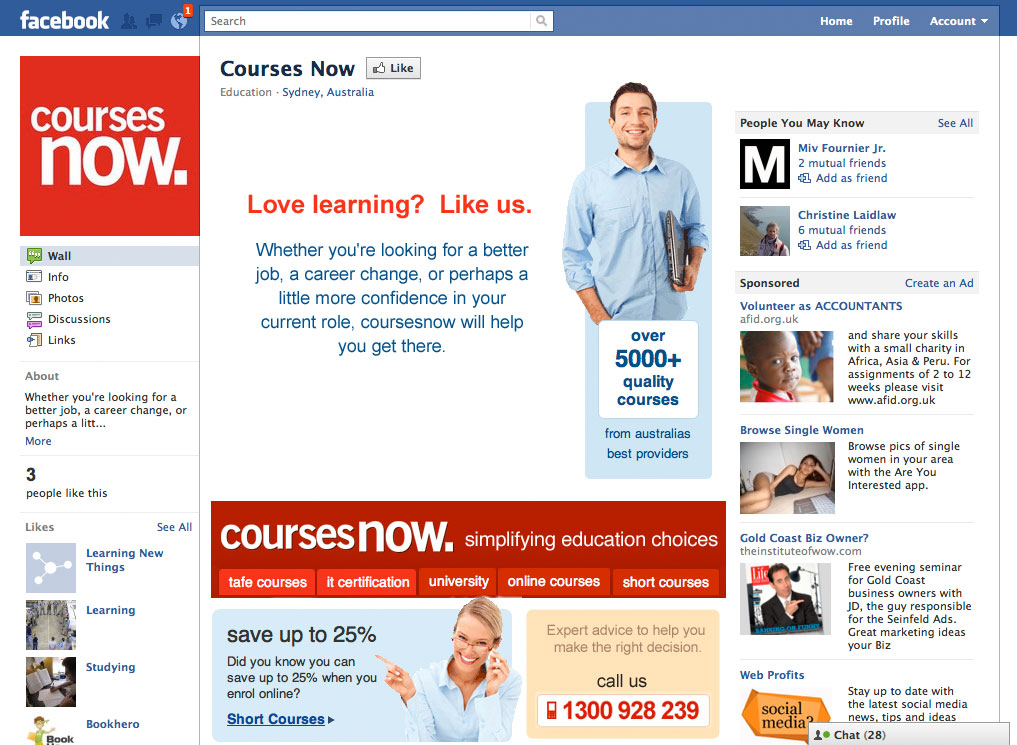 facebook
1
Search
Home
Profile
Account
courses
now.
Wall
Info
Photos
Discussions
Links
About
Whether you're looking for a
better job, a career change, or
perhaps a litt...
More
3
people like this
Likes
See All
Learning New
Things
Learning
Studying
Bookhero
Book
Courses Now
Like
Education · Sydney, Australia
Love learning? Like us.
Whether you're looking for a better
job, a career change, or perhaps a
little more confidence in your
current role, coursesnow will help
you get there.
over
5000+
quality
courses
from australias
best providers
coursesnow. simplifying education choices
tafe courses
it certification
university
online courses
short courses
save up to 25%
Did you know you can
save up to 25% when you
enrol online?
Short Courses
Expert advice to help you
make the right decision.
call us
1300 928 239
People You May Know
See All
M
Miv Fournier Jr.
2 mutual friends
Add as friend
Christine Laidlaw
6 mutual friends
Add as friend
Sponsored
Create an Ad
Volunteer as ACCOUNTANTS
afid.org.uk
and share your skills
with a small charity in
Africa, Asia & Peru. For
assignments of 2 to 12
weeks please visit
www.afid.org.uk
Browse Single Women
Browse pics of single
women in your area
with the Are You
Interested app.
Gold Coast Biz Owner?
theinstituteofwow.com
Life
Free evening seminar
for Gold Coast
business owners with
JD, the guy responsible
for the Seinfeld Ads.
Great marketing ideas
your Biz
Web Profits
social
media?
Stay up to date with
the latest social media
news, tips and ideas
Chat (28)